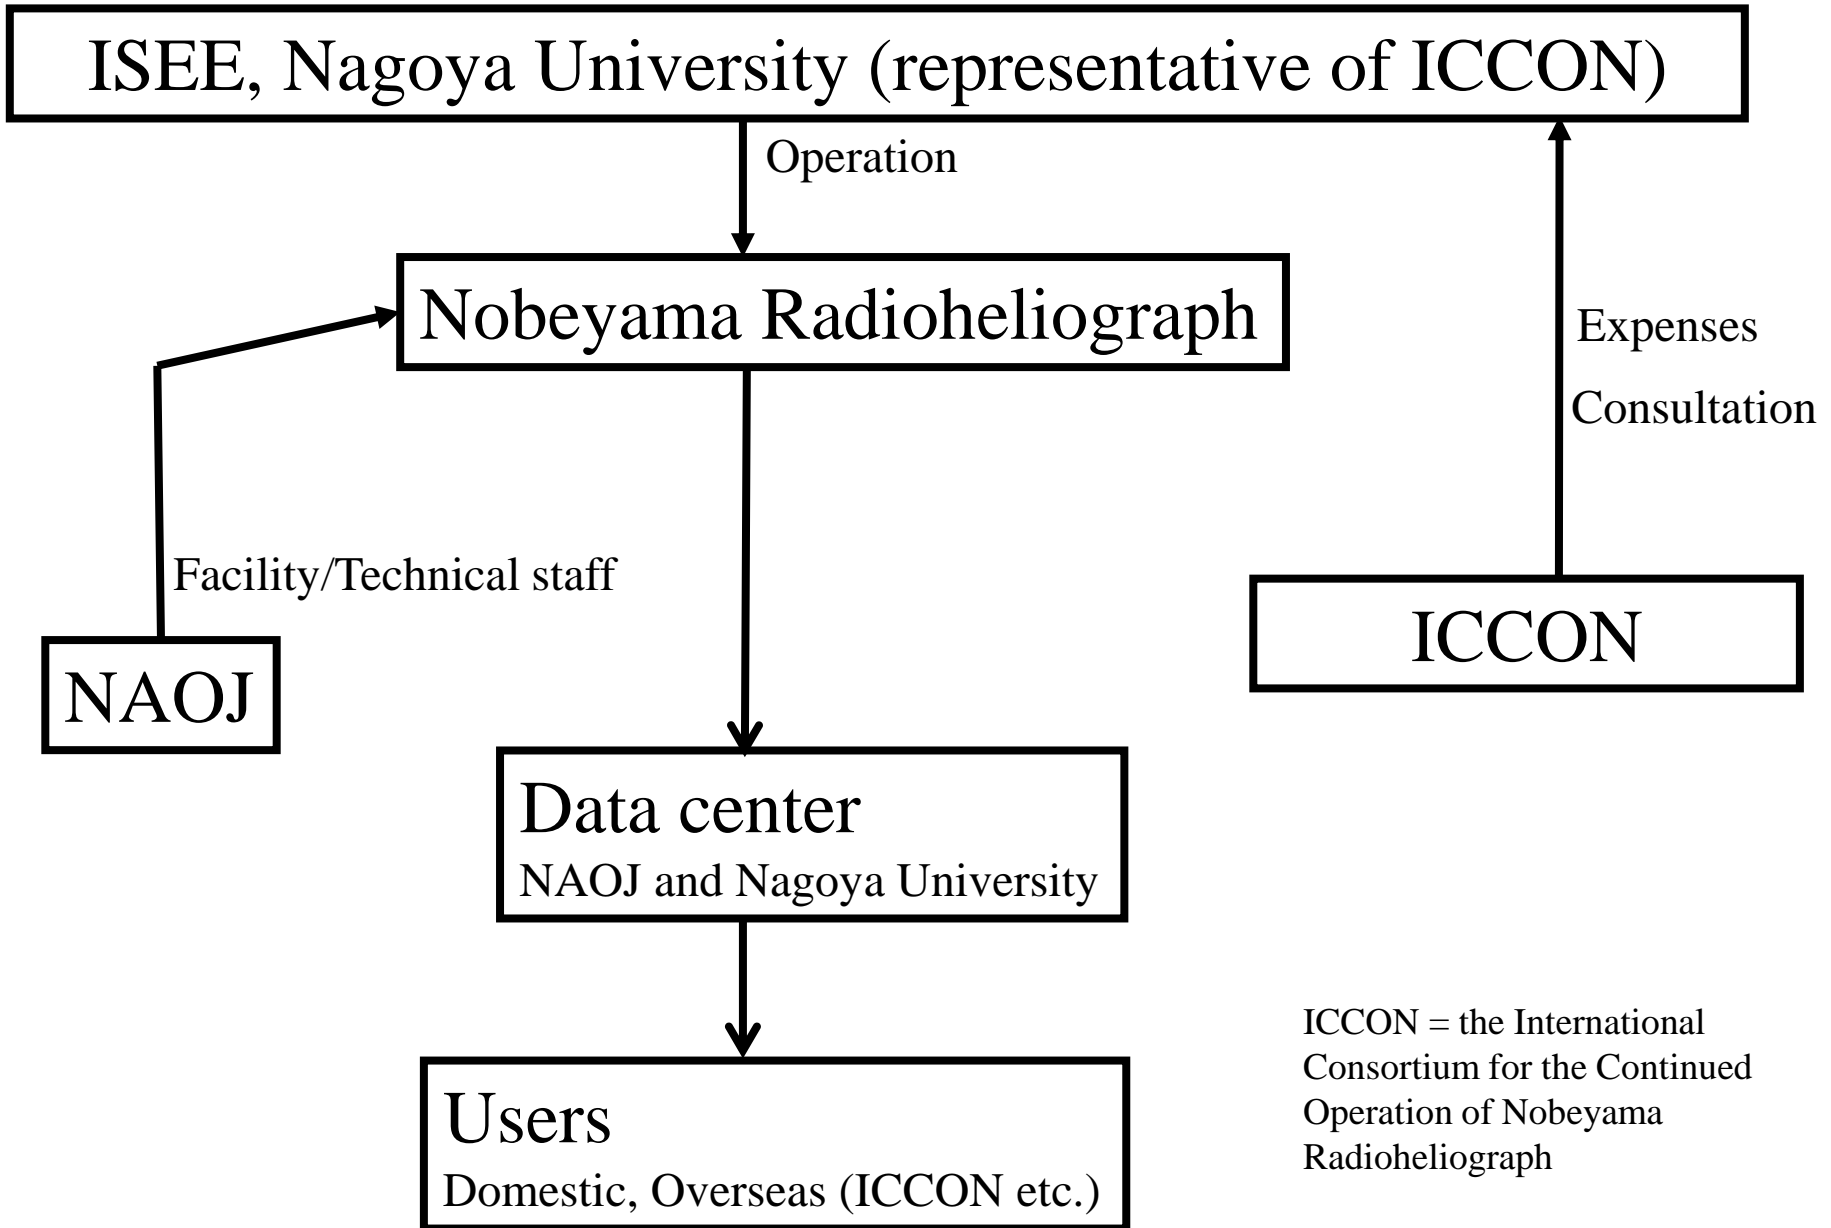 ISEE, Nagoya University (representative of ICCON)
Operation
Nobeyama Radioheliograph
Expenses
Consultation
Facility/Technical staff
NAOJ
ICCON
Data center
NAOJ and Nagoya University
Users
Domestic, Overseas (ICCON etc.)
ICCON = the International
Consortium for the Continued
Operation of Nobeyama
Radioheliograph